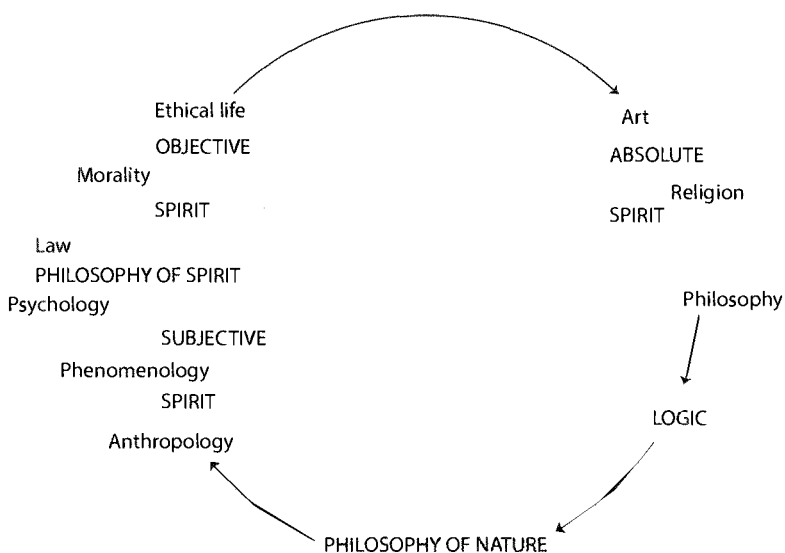 Ethical life
OBJECTIVE
Morality
SPIRIT
Law
PHILOSOPHY OF SPIRIT
Psychology
SUBJECTIVE
Phenomenology
SPIRIT
Anthropology
Art
ABSOLUTE
Religion
SPIRIT
Philosophy
LOGIC
PHILOSOPHY OF NATURE